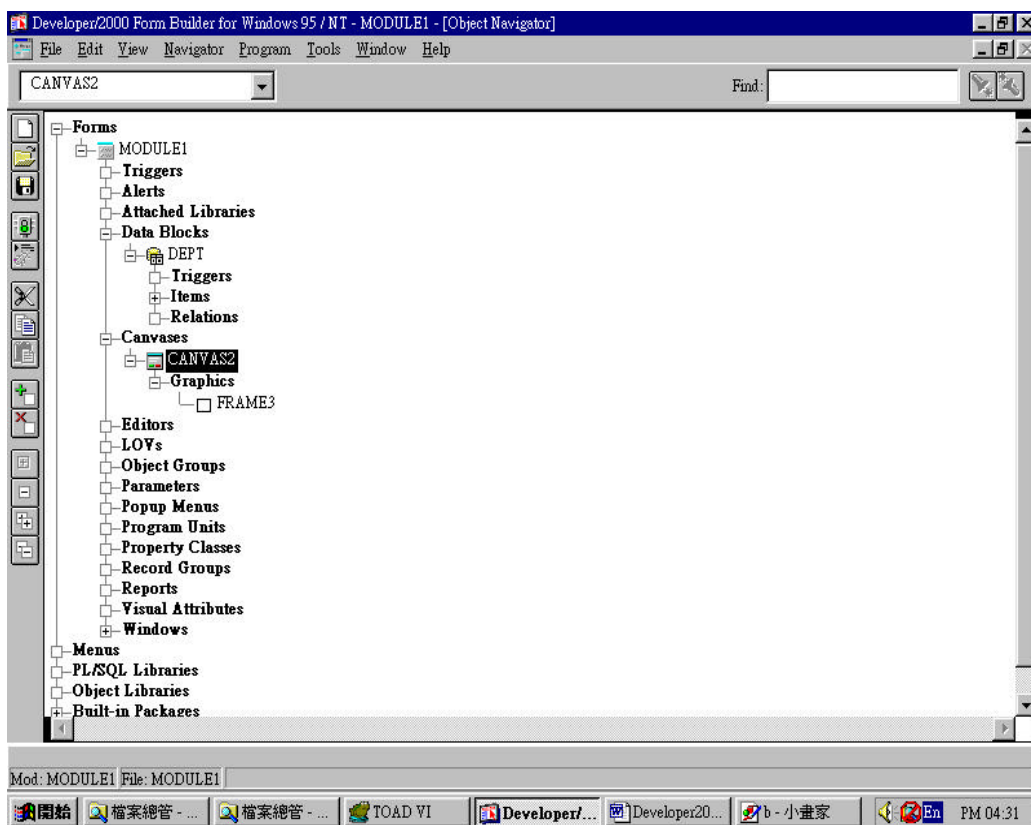 Developer/2000 Form Builder for Windows 95 / NT - MODULE1 - [Object Navigator]
File Edit View Navigator Program Tools Window Help
CANVAS2 Find:
Forms
MODULE1
Triggers
Alerts
Attached Libraries
Data Blocks
DEPT
Triggers
Items
Relations
Canvases
CANVAS2
Graphics
FRAME3
Editors
LOVs
Object Groups
Parameters
Popup Menus
Program Units
Property Classes
Record Groups
Reports
Visual Attributes
Windows
Menus
PL/SQL Libraries
Object Libraries
Built-in Packages
Mod: MODULE1 File: MODULE1
開始 檔案總管 - ... 檔案總管 - ... TOAD VI Developer/... Developer20... b - 小畫家 En PM 04:31